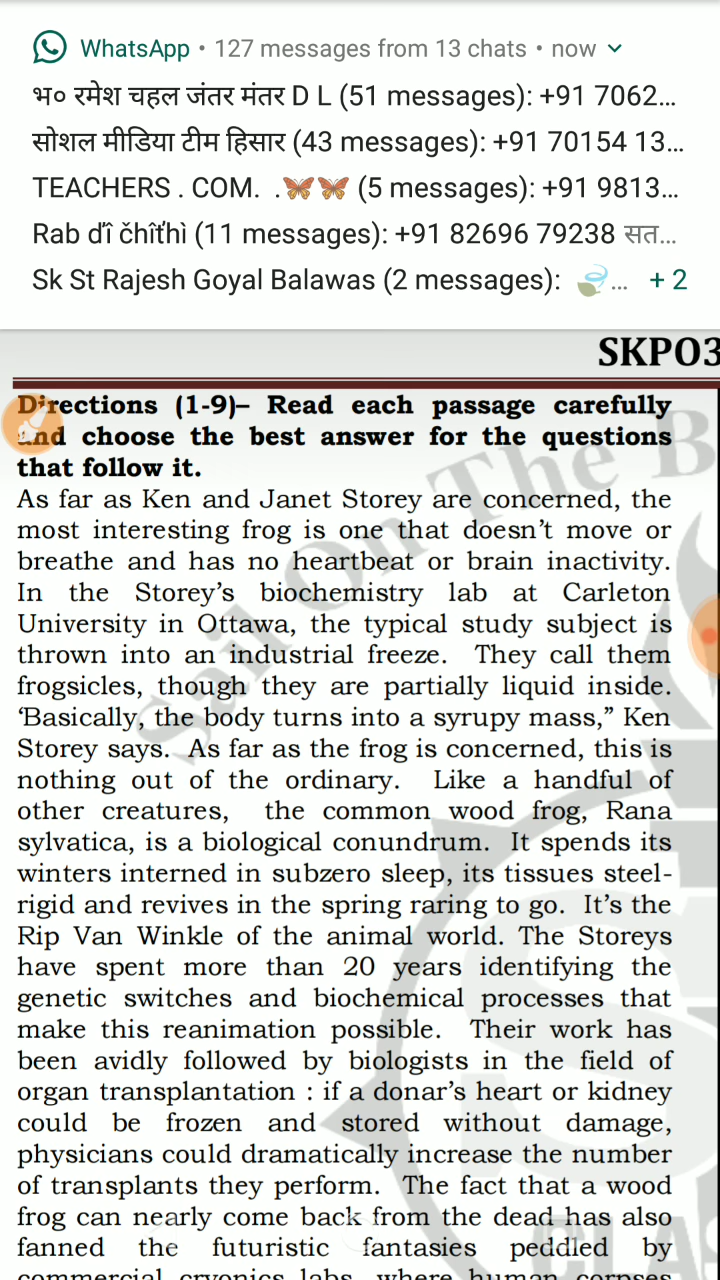 WhatsApp • 127 messages from 13 chats • now
भ० रमेश चहल जंतर मंतर D L (51 messages): +91 7062...
सोशल मीडिया टीम हिसार (43 messages): +91 70154 13...
TEACHERS . COM. .🦋🦋 (5 messages): +91 9813...
Rab dî čhîťhì (11 messages): +91 82696 79238 सत...
Sk St Rajesh Goyal Balawas (2 messages): 🍃... + 2
SKPO3
Directions (1-9)– Read each passage carefully
and choose the best answer for the questions
that follow it.
As far as Ken and Janet Storey are concerned, the
most interesting frog is one that doesn’t move or
breathe and has no heartbeat or brain inactivity.
In the Storey’s biochemistry lab at Carleton
University in Ottawa, the typical study subject is
thrown into an industrial freeze. They call them
frogsicles, though they are partially liquid inside.
‘Basically, the body turns into a syrupy mass,” Ken
Storey says. As far as the frog is concerned, this is
nothing out of the ordinary. Like a handful of
other creatures, the common wood frog, Rana
sylvatica, is a biological conundrum. It spends its
winters interned in subzero sleep, its tissues steel-
rigid and revives in the spring raring to go. It’s the
Rip Van Winkle of the animal world. The Storeys
have spent more than 20 years identifying the
genetic switches and biochemical processes that
make this reanimation possible. Their work has
been avidly followed by biologists in the field of
organ transplantation : if a donar’s heart or kidney
could be frozen and stored without damage,
physicians could dramatically increase the number
of transplants they perform. The fact that a wood
frog can nearly come back from the dead has also
fanned the futuristic fantasies peddled by
commercial cryonics labs, where human corpses
Sail On The B
CLAS